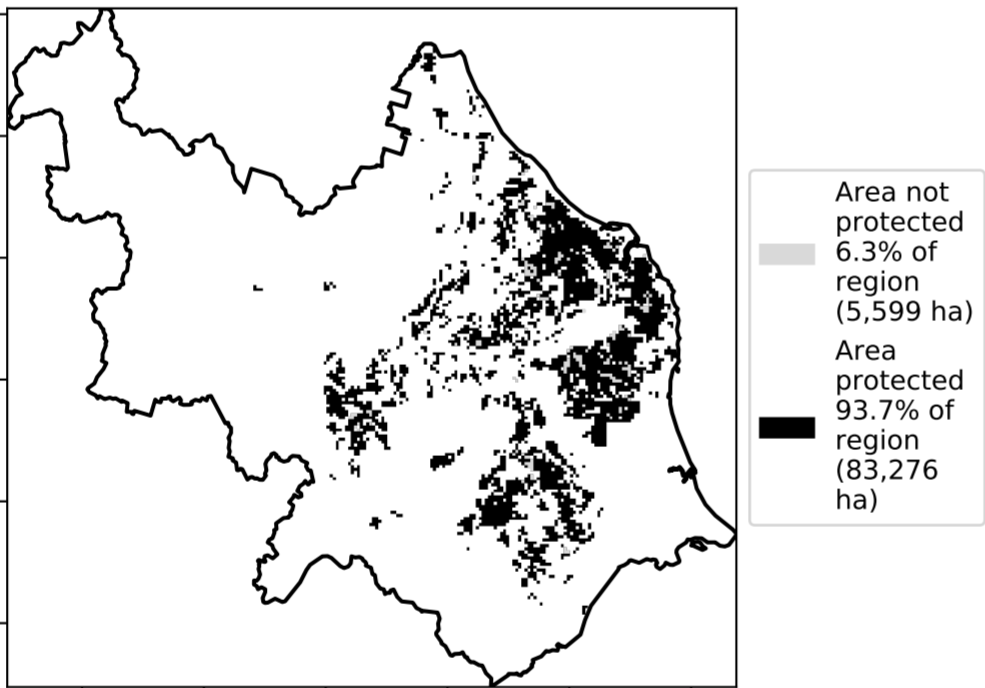 Area not
protected
6.3% of
region
(5,599 ha)
Area
protected
93.7% of
region
(83,276
ha)